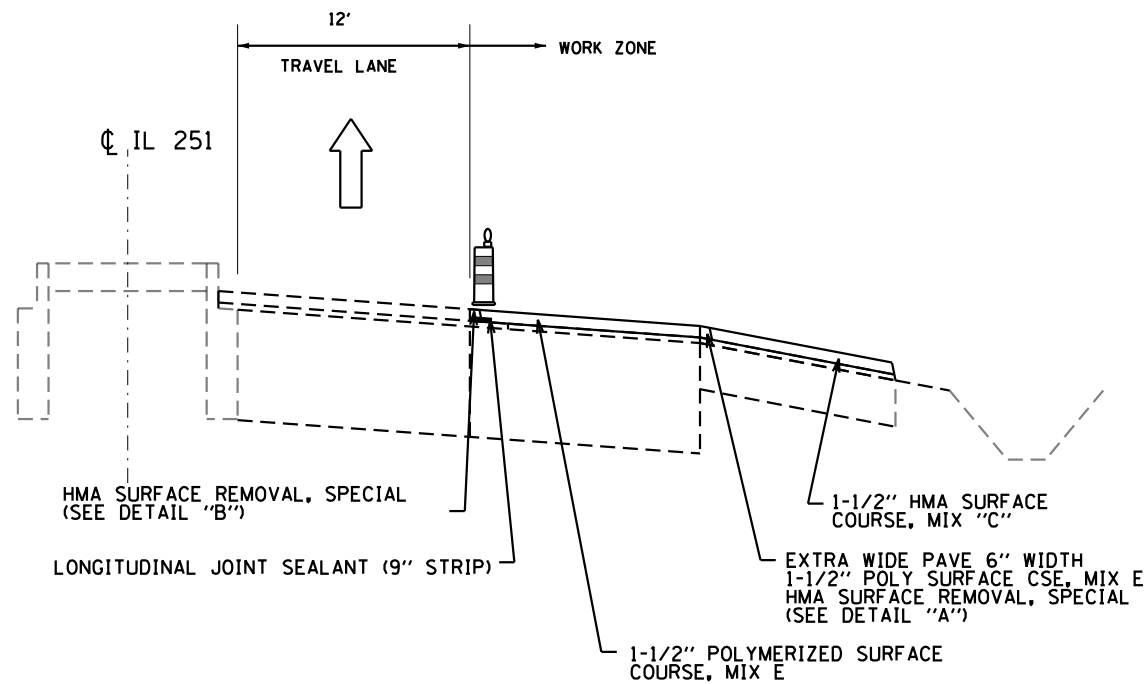 12'
WORK ZONE
TRAVEL LANE
℄ IL 251
HMA SURFACE REMOVAL, SPECIAL
(SEE DETAIL "B")
1-1/2" HMA SURFACE
COURSE, MIX "C"
LONGITUDINAL JOINT SEALANT (9" STRIP)
EXTRA WIDE PAVE 6" WIDTH
1-1/2" POLY SURFACE CSE, MIX E
HMA SURFACE REMOVAL, SPECIAL
(SEE DETAIL "A")
1-1/2" POLYMERIZED SURFACE
COURSE, MIX E